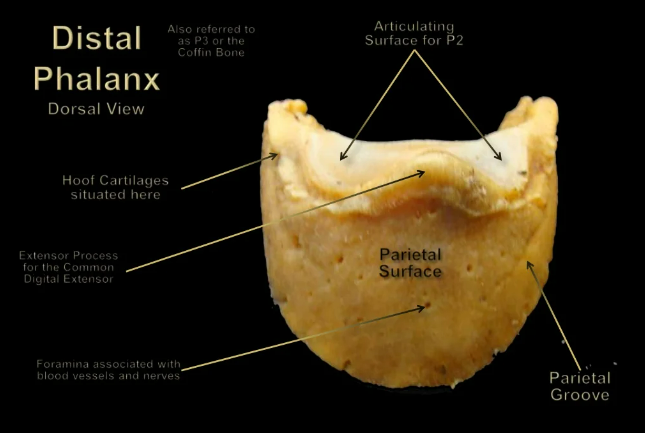 Distal
Phalanx
Dorsal View
Also referred to
as P3 or the
Coffin Bone
Articulating
Surface for P2
Hoof Cartilages
situated here
Extensor Process
for the Common
Digital Extensor
Parietal
Surface
Foramina associated with
blood vessels and nerves
Parietal
Groove